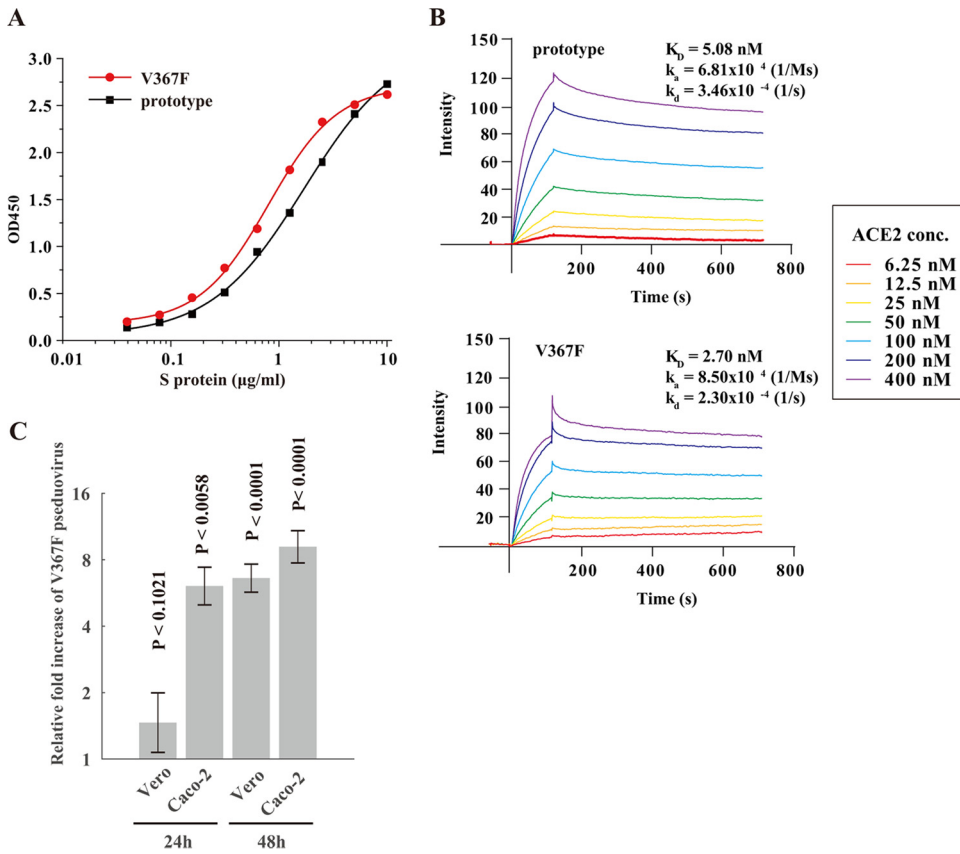 A
3.0
2.5
2.0
1.5
1.0
0.5
0.0
OD450
V367F
prototype
0.01
0.1
1
10
S protein (μg/ml)
B
150
120
100
80
60
40
20
Intensity
prototype
K_D = 5.08 nM
k_a = 6.81x10^-4 (1/Ms)
k_d = 3.46x10^-4 (1/s)
200
400
600
800
Time (s)
150
120
100
80
60
40
20
Intensity
V367F
K_D = 2.70 nM
k_a = 8.50x10^-4 (1/Ms)
k_d = 2.30x10^-4 (1/s)
200
400
600
800
Time (s)
ACE2 conc.
6.25 nM
12.5 nM
25 nM
50 nM
100 nM
200 nM
400 nM
C
Relative fold increase of V367F pseduovirus
16
8
4
2
1
P < 0.1021
P < 0.0058
P < 0.0001
P < 0.0001
Vero
Caco-2
Vero
Caco-2
24h
48h